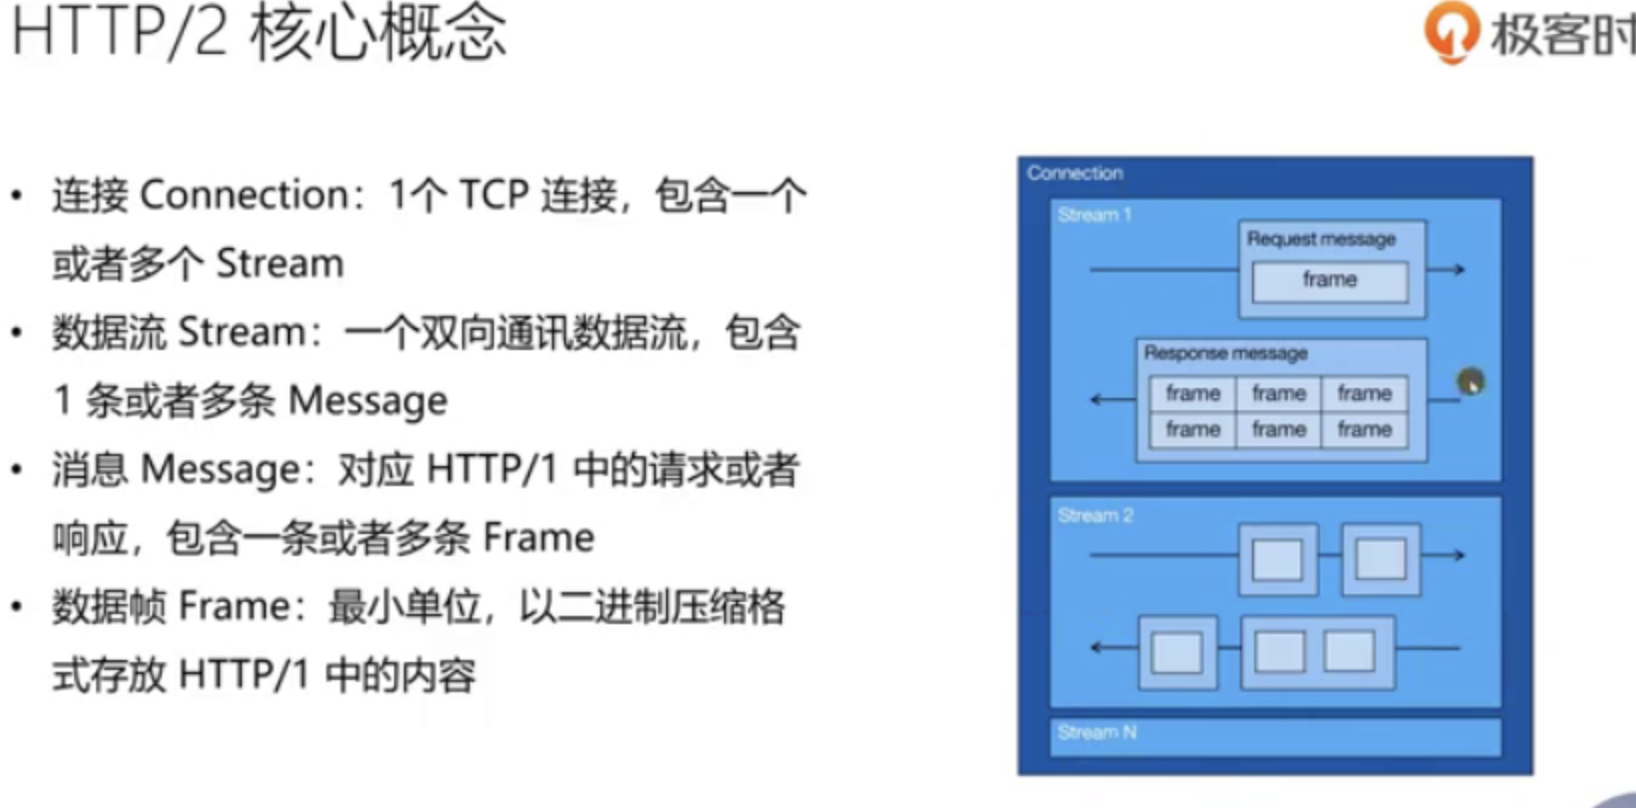 HTTP/2 核心概念
极客时
• 连接 Connection：1个 TCP 连接，包含一个
或者多个 Stream
• 数据流 Stream：一个双向通讯数据流，包含
1 条或者多条 Message
• 消息 Message：对应 HTTP/1 中的请求或者
响应，包含一条或者多条 Frame
• 数据帧 Frame：最小单位，以二进制压缩格
式存放 HTTP/1 中的内容
Connection
Stream 1
Request message
frame
Response message
frame frame frame
frame frame frame
Stream 2
Stream N